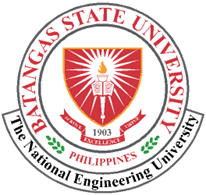 BATANGAS STATE UNIVERSITY
EXCELLENCE
1903
PHILIPPINES
The National Engineering University